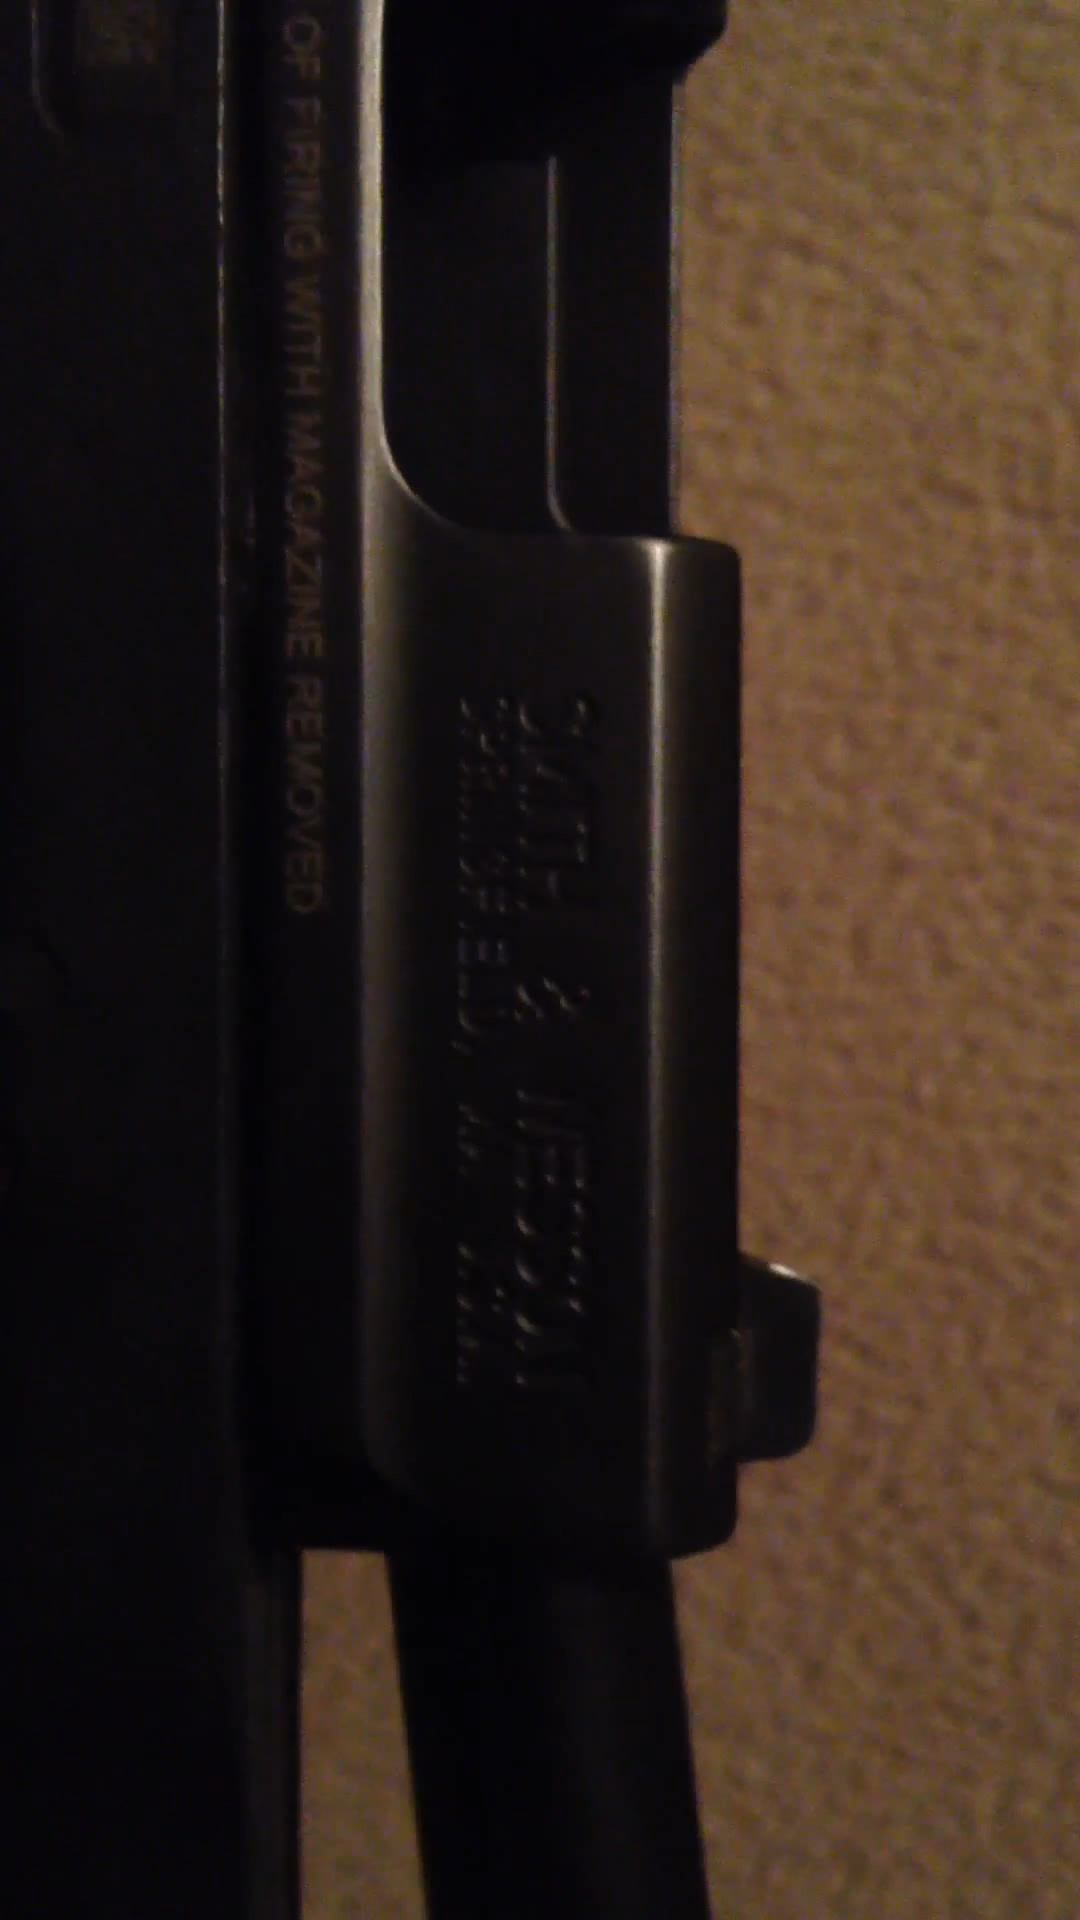 OF FIRING WITH MAGAZINE REMOVED
SMITH & WESSON
SPRINGFIELD, MA. U.S.A.